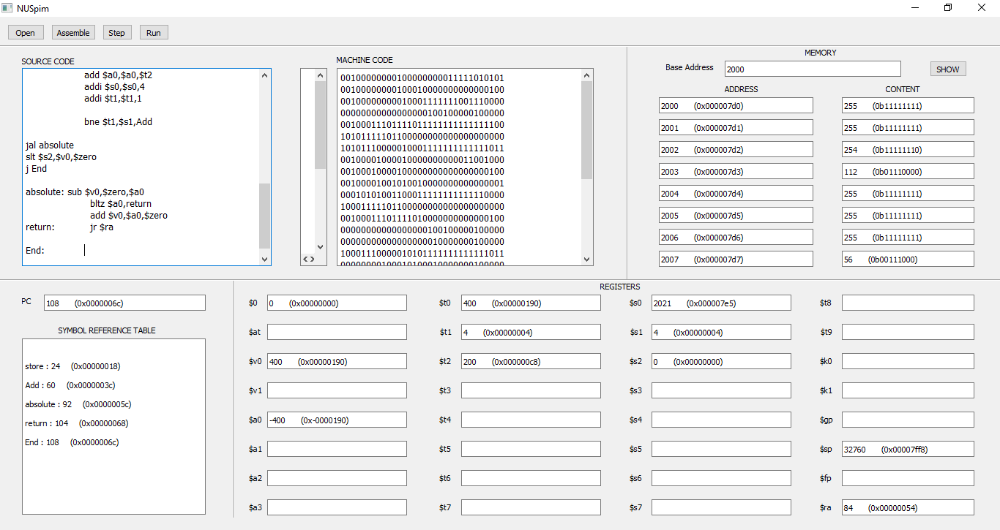 NUSpim
Open
Assemble
Step
Run
SOURCE CODE
add $a0,$a0,$t2
addi $s0,$s0,4
addi $t1,$t1,1
bne $t1,$s1,Add
jal absolute
slt $s2,$v0,$zero
j End
absolute: sub $v0,$zero,$a0
bltz $a0,return
add $v0,$a0,$zero
return: jr $ra
End:
MACHINE CODE
00100000000100000000011111010101
00100000000100010000000000000100
00100000000010001111111001110000
00000000000000000100100000100000
00100011101111011111111111111100
10101111101100000000000000000000
10101110000010001111111111111011
00100001000010000000000011001000
00100010000100000000000000000100
00100001001010010000000000000001
00010101001100011111111111110000
10001111101100000000000000000000
00100011101111010000000000000100
00000000000000000100100000100000
00000000000000000010000000100000
10001110000010101111111111111011
00000000100010100010000000100000
MEMORY
Base Address 2000 SHOW
ADDRESS CONTENT
2000 (0x000007d0) 255 (0b11111111)
2001 (0x000007d1) 255 (0b11111111)
2002 (0x000007d2) 254 (0b11111110)
2003 (0x000007d3) 112 (0b01110000)
2004 (0x000007d4) 255 (0b11111111)
2005 (0x000007d5) 255 (0b11111111)
2006 (0x000007d6) 255 (0b11111111)
2007 (0x000007d7) 56 (0b00111000)
PC 108 (0x0000006c)
SYMBOL REFERENCE TABLE
store : 24 (0x00000018)
Add : 60 (0x0000003c)
absolute : 92 (0x0000005c)
return : 104 (0x00000068)
End : 108 (0x0000006c)
REGISTERS
$0 0 (0x00000000) $t0 400 (0x00000190) $s0 2021 (0x000007e5) $t8
$at $t1 4 (0x00000004) $s1 4 (0x00000004) $t9
$v0 400 (0x00000190) $t2 200 (0x000000c8) $s2 0 (0x00000000) $k0
$v1 $t3 $s3 $k1
$a0 -400 (0x-0000190) $t4 $s4 $gp
$a1 $t5 $s5 $sp 32760 (0x00007ff8)
$a2 $t6 $s6 $fp
$a3 $t7 $s7 $ra 84 (0x00000054)